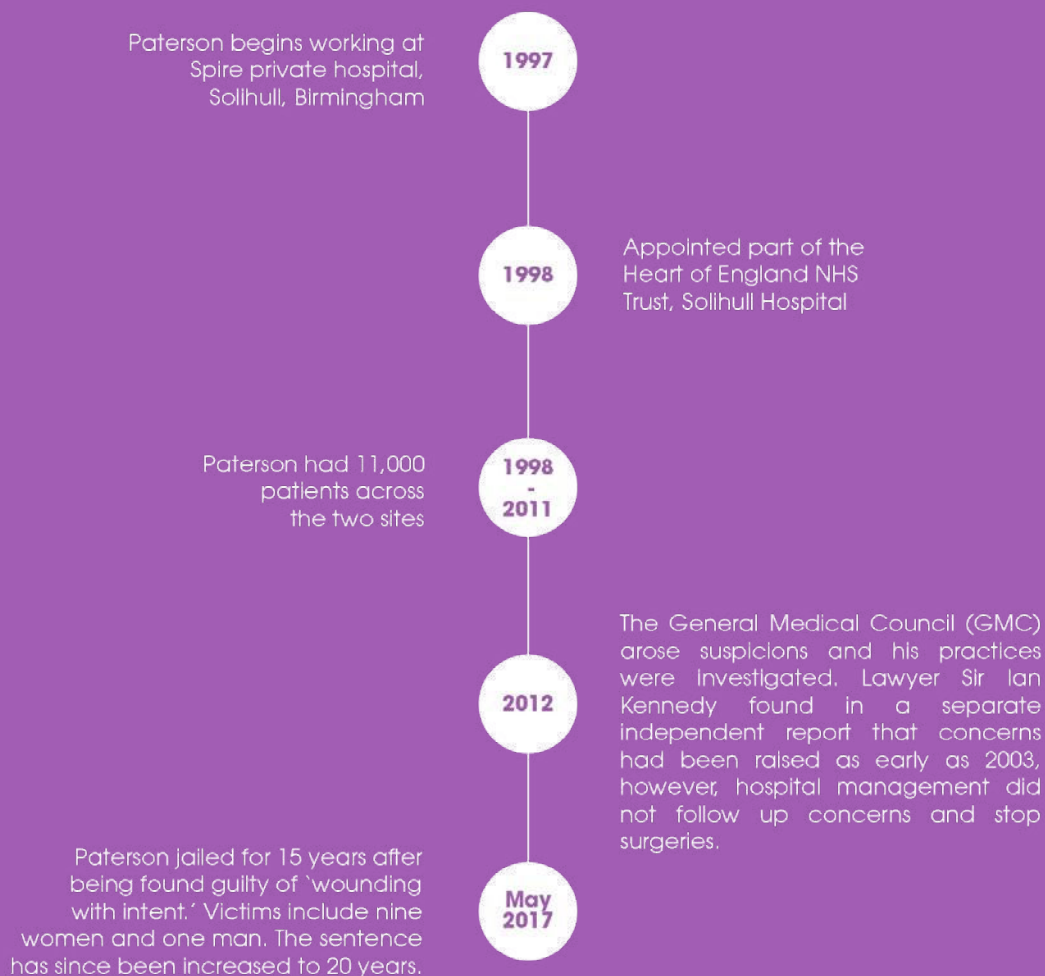 Paterson begins working at
Spire private hospital,
Solihull, Birmingham
1997
1998
Appointed part of the
Heart of England NHS
Trust, Solihull Hospital
Paterson had 11,000
patients across
the two sites
1998
-
2011
2012
The General Medical Council (GMC)
arose suspicions and his practices
were investigated. Lawyer Sir Ian
Kennedy found in a separate
independent report that concerns
had been raised as early as 2003,
however, hospital management did
not follow up concerns and stop
surgeries.
Paterson jailed for 15 years after
being found guilty of ‘wounding
with intent.’ Victims include nine
women and one man. The sentence
has since been increased to 20 years.
May
2017